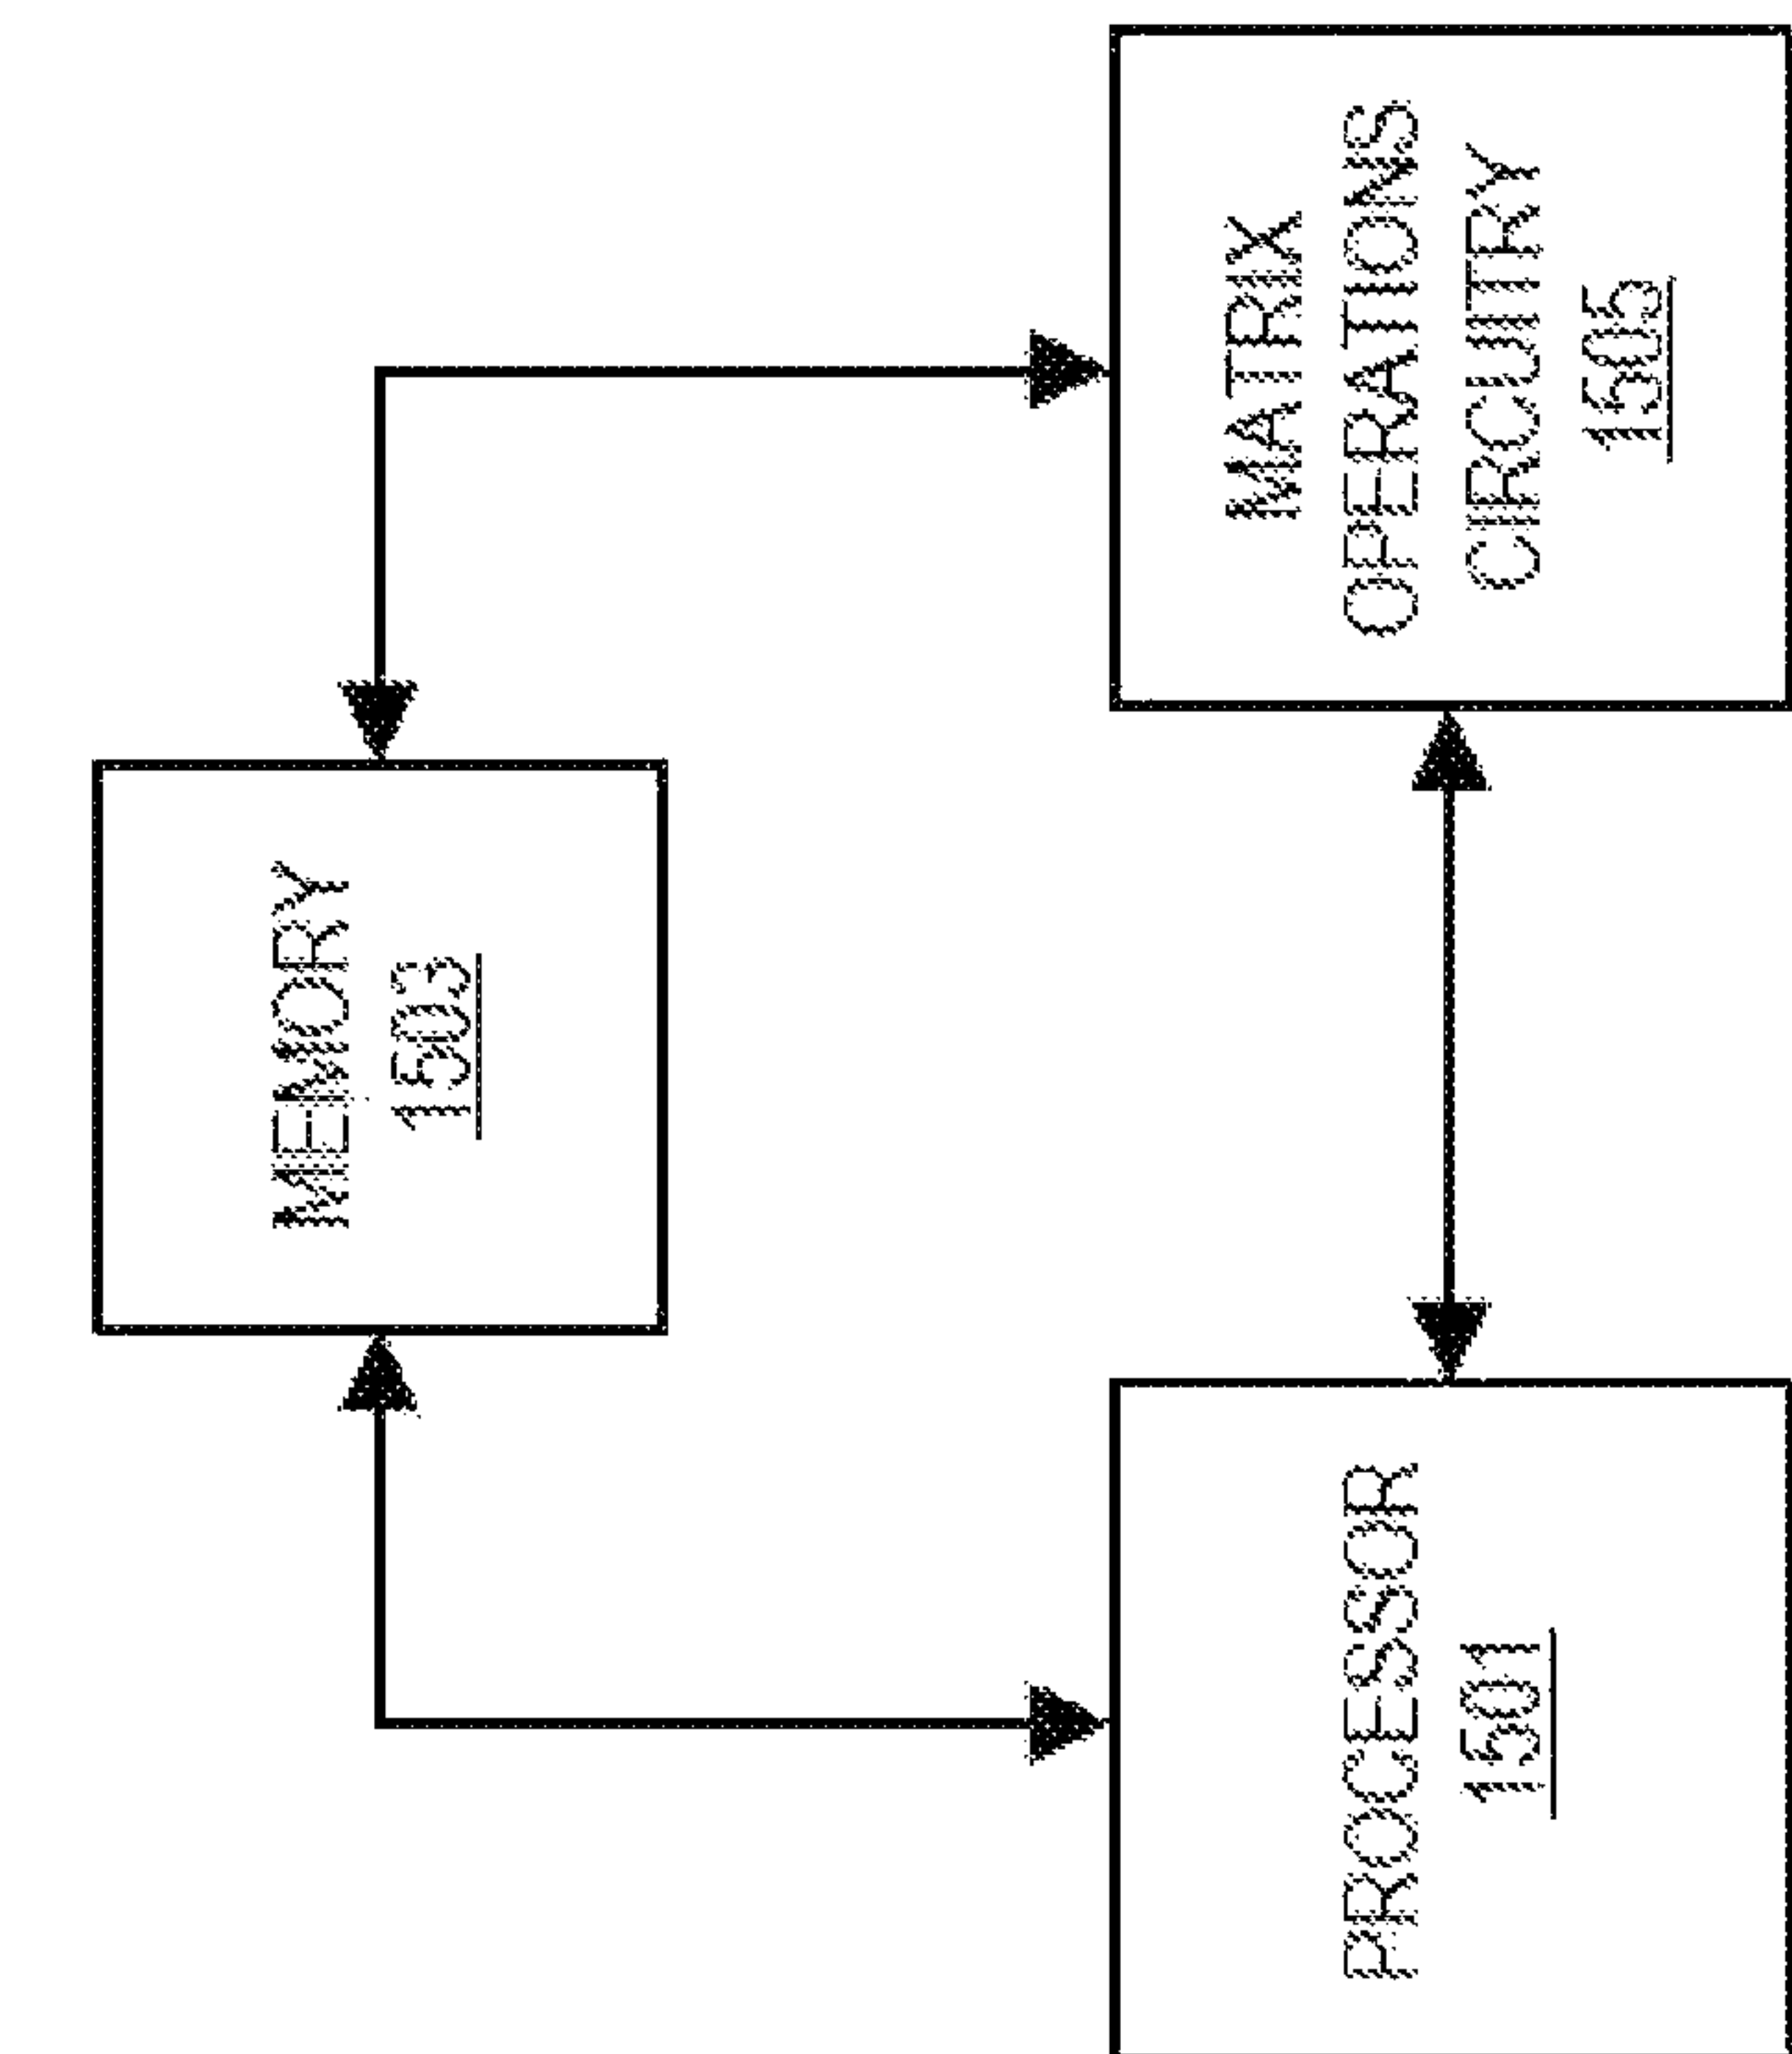 MEMORY
1503
PROCESSOR
1501
MATRIX
OPERATIONS
CIRCUITRY
1505